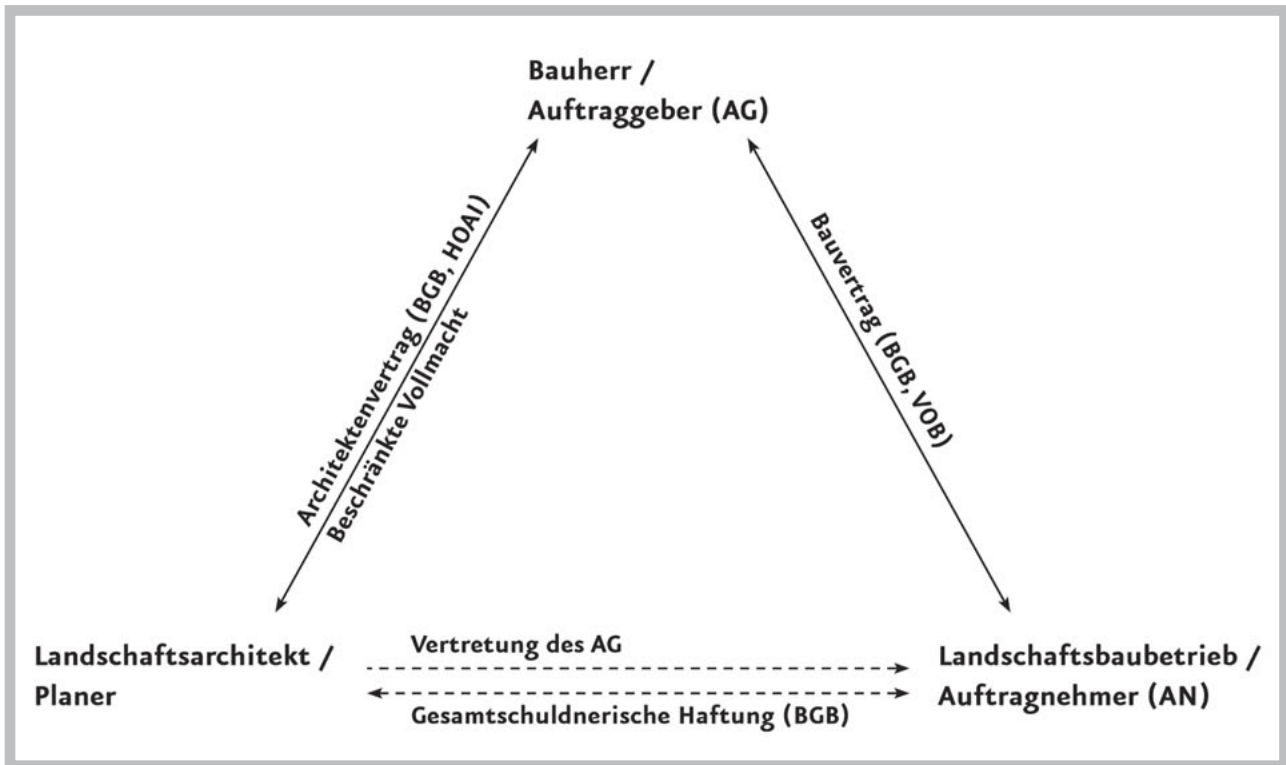 Bauherr /
Auftraggeber (AG)
Architektenvertrag (BGB, HOAI)
Beschränkte Vollmacht
Bauvertrag (BGB, VOB)
Landschaftsarchitekt /
Planer
Vertretung des AG
Gesamtschuldnerische Haftung (BGB)
Landschaftsbaubetrieb /
Auftragnehmer (AN)